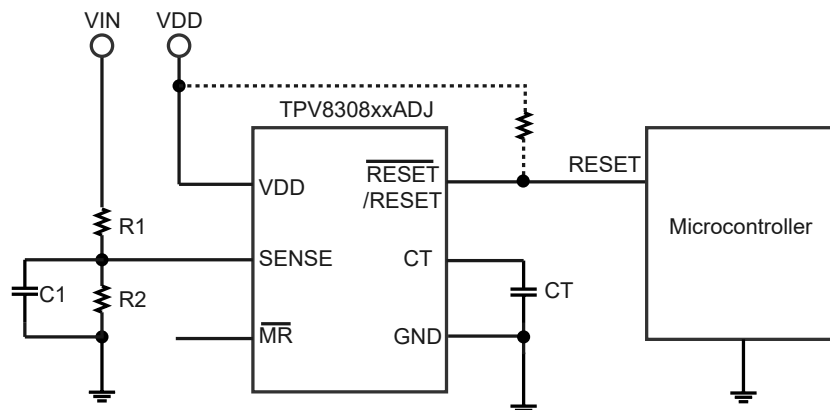 VIN
VDD
TPV8308xxADJ
VDD
RESET
/RESET
RESET
Microcontroller
R1
SENSE
CT
C1
R2
CT
MR
GND